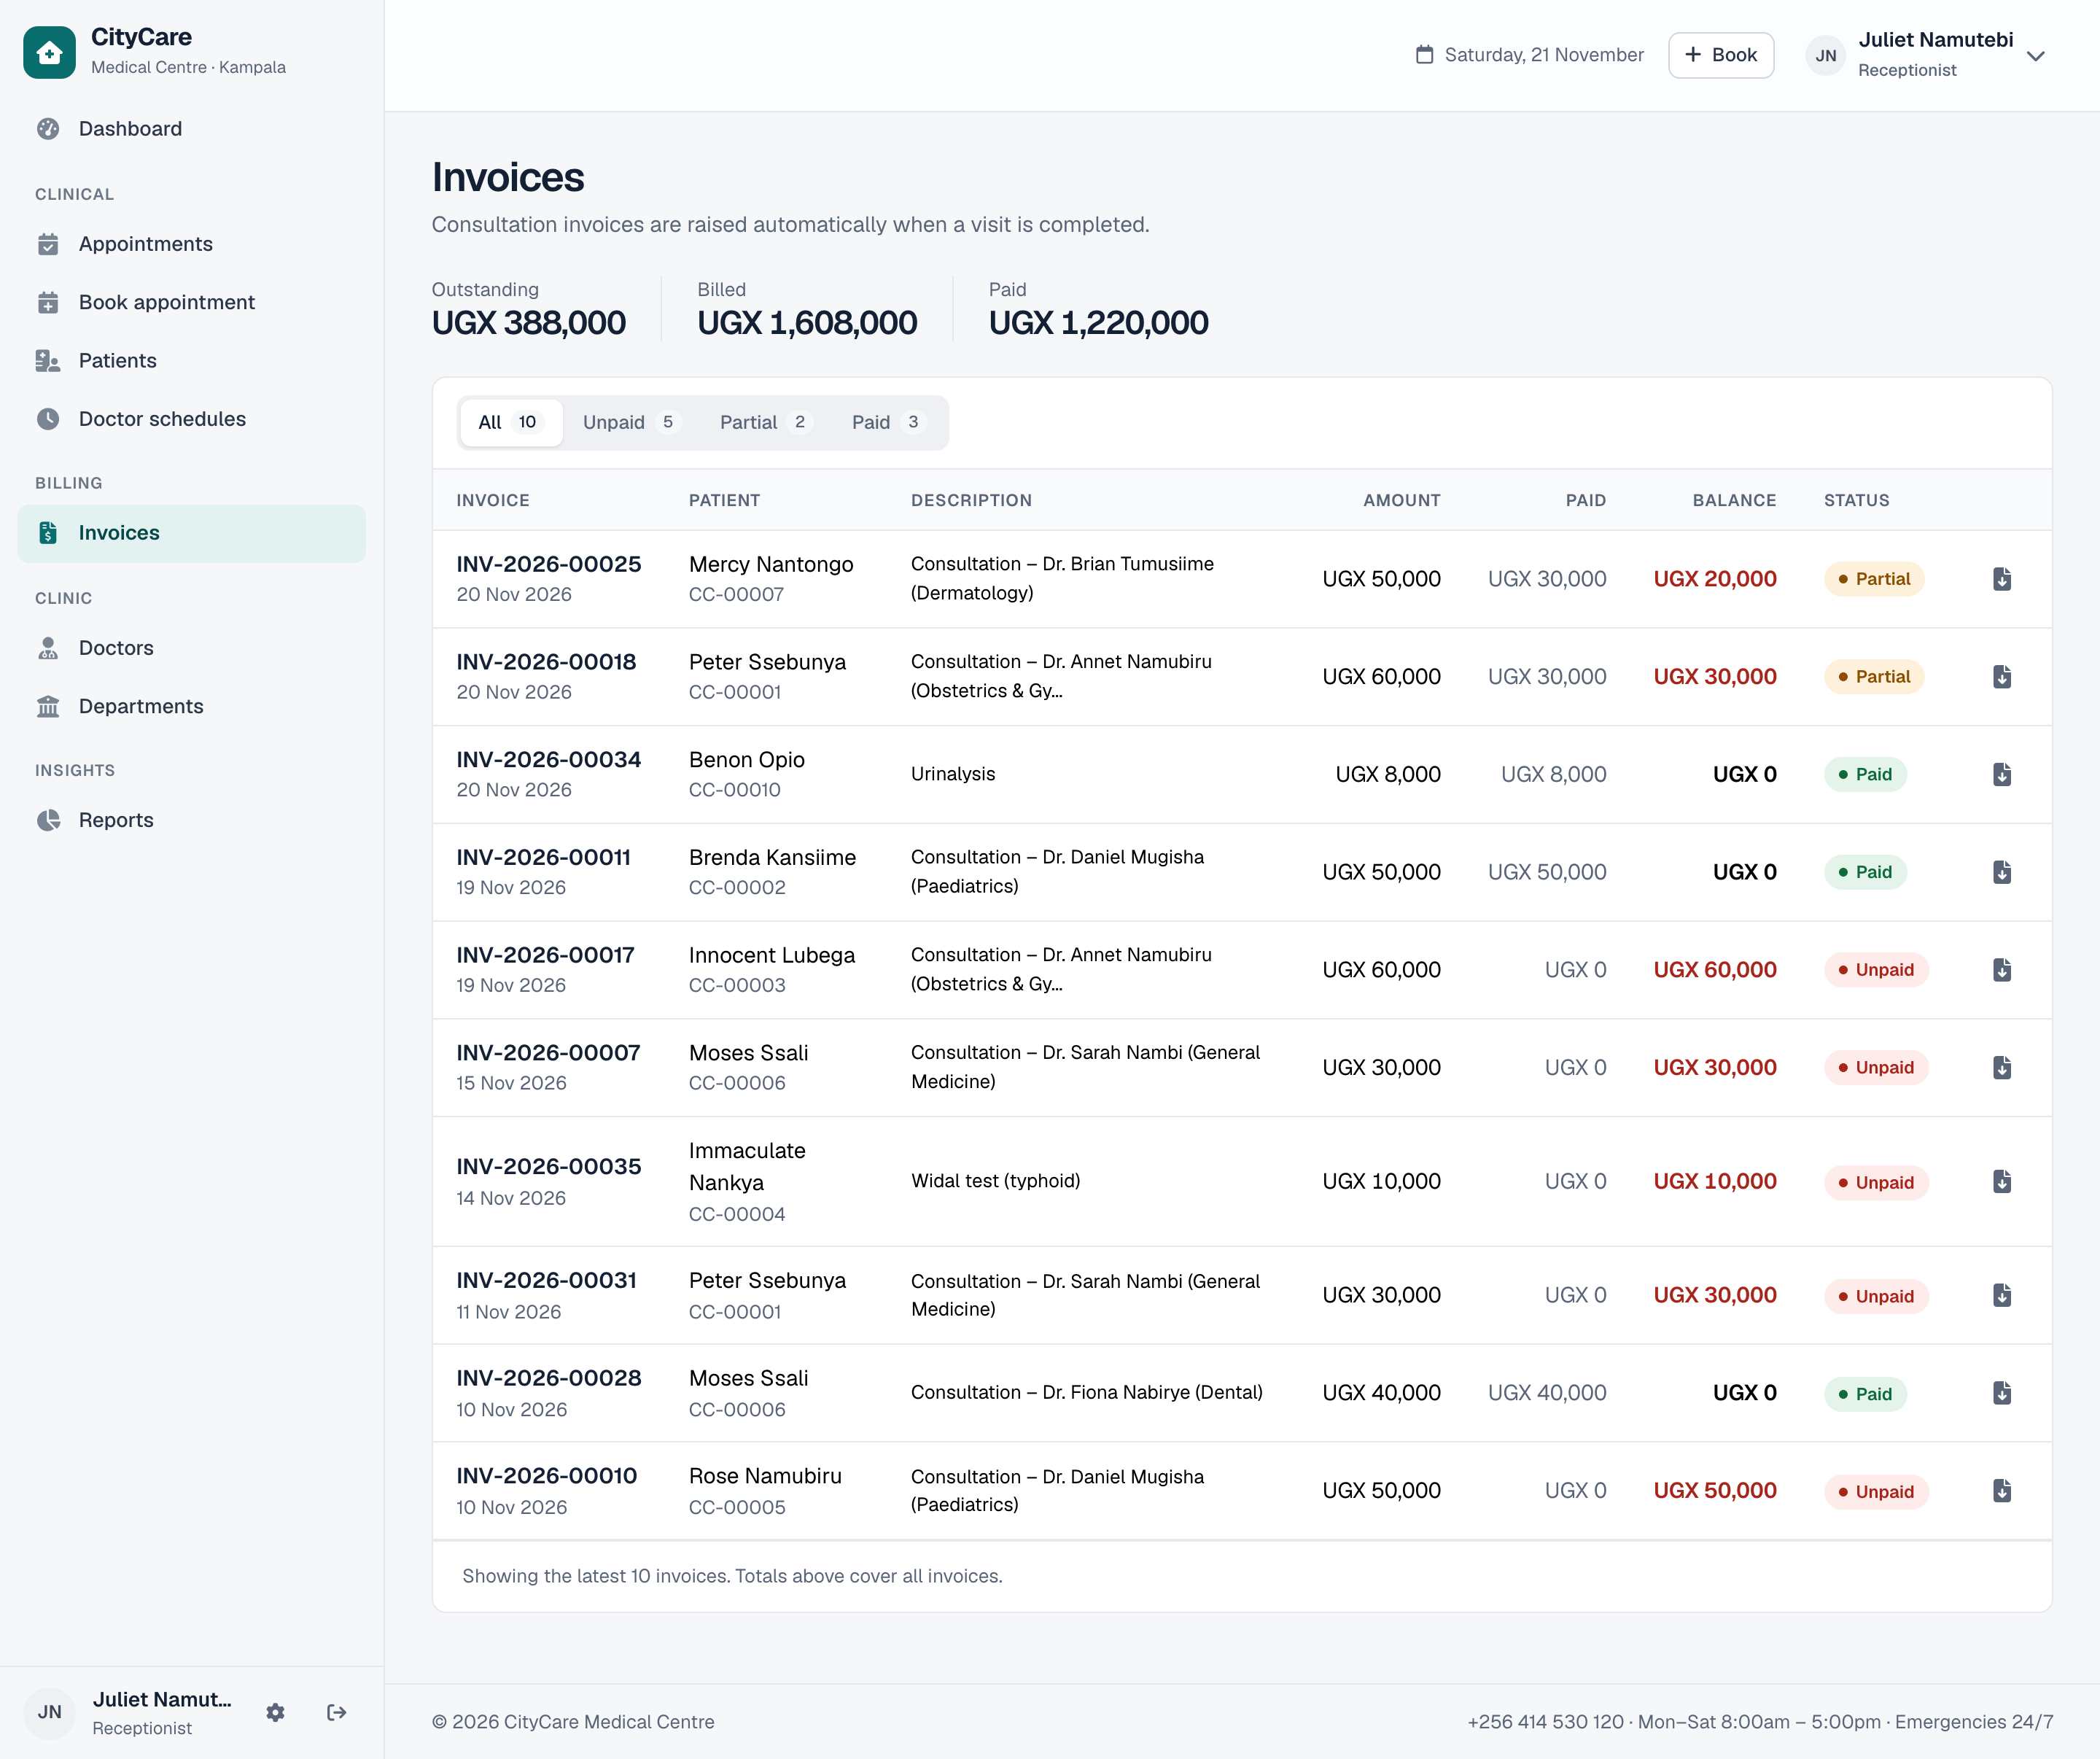 CityCare
Medical Centre · Kampala
Dashboard
CLINICAL
Appointments
Book appointment
Patients
Doctor schedules
BILLING
Invoices
CLINIC
Doctors
Departments
INSIGHTS
Reports
JN
Juliet Namut...
Receptionist
Saturday, 21 November
+ Book
JN
Juliet Namutebi
Receptionist
Invoices
Consultation invoices are raised automatically when a visit is completed.
Outstanding
UGX 388,000
Billed
UGX 1,608,000
Paid
UGX 1,220,000
All 10 Unpaid 5 Partial 2 Paid 3
INVOICE PATIENT DESCRIPTION AMOUNT PAID BALANCE STATUS
INV-2026-00025 Mercy Nantongo Consultation – Dr. Brian Tumusiime UGX 50,000 UGX 30,000 UGX 20,000 Partial
20 Nov 2026 CC-00007 (Dermatology)
INV-2026-00018 Peter Ssebunya Consultation – Dr. Annet Namubiru UGX 60,000 UGX 30,000 UGX 30,000 Partial
20 Nov 2026 CC-00001 (Obstetrics & Gy...
INV-2026-00034 Benon Opio Urinalysis UGX 8,000 UGX 8,000 UGX 0 Paid
20 Nov 2026 CC-00010
INV-2026-00011 Brenda Kansiime Consultation – Dr. Daniel Mugisha UGX 50,000 UGX 50,000 UGX 0 Paid
19 Nov 2026 CC-00002 (Paediatrics)
INV-2026-00017 Innocent Lubega Consultation – Dr. Annet Namubiru UGX 60,000 UGX 0 UGX 60,000 Unpaid
19 Nov 2026 CC-00003 (Obstetrics & Gy...
INV-2026-00007 Moses Ssali Consultation – Dr. Sarah Nambi (General UGX 30,000 UGX 0 UGX 30,000 Unpaid
15 Nov 2026 CC-00006 Medicine)
INV-2026-00035 Immaculate Widal test (typhoid) UGX 10,000 UGX 0 UGX 10,000 Unpaid
14 Nov 2026 Nankya
CC-00004
INV-2026-00031 Peter Ssebunya Consultation – Dr. Sarah Nambi (General UGX 30,000 UGX 0 UGX 30,000 Unpaid
11 Nov 2026 CC-00001 Medicine)
INV-2026-00028 Moses Ssali Consultation – Dr. Fiona Nabirye (Dental) UGX 40,000 UGX 40,000 UGX 0 Paid
10 Nov 2026 CC-00006
INV-2026-00010 Rose Namubiru Consultation – Dr. Daniel Mugisha UGX 50,000 UGX 0 UGX 50,000 Unpaid
10 Nov 2026 CC-00005 (Paediatrics)
Showing the latest 10 invoices. Totals above cover all invoices.
© 2026 CityCare Medical Centre
+256 414 530 120 · Mon–Sat 8:00am – 5:00pm · Emergencies 24/7